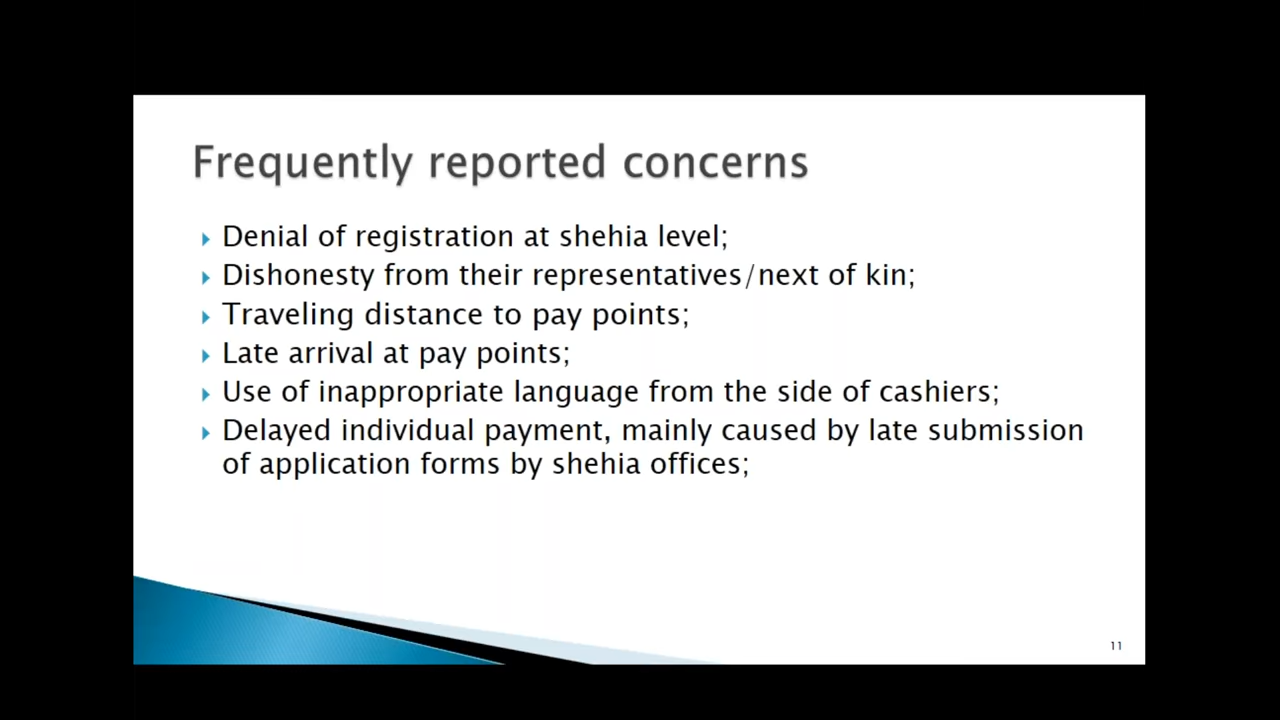 Frequently reported concerns
Denial of registration at shehia level;
Dishonesty from their representatives/next of kin;
Traveling distance to pay points;
Late arrival at pay points;
Use of inappropriate language from the side of cashiers;
Delayed individual payment, mainly caused by late submission
of application forms by shehia offices;
11